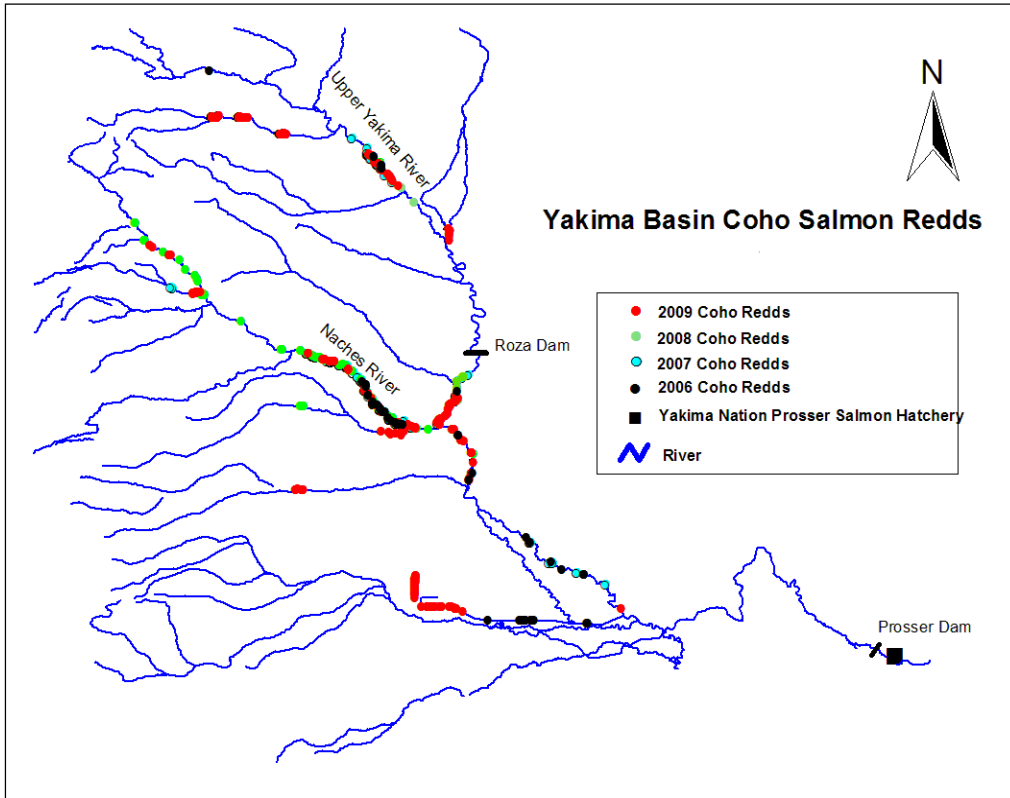 N
Upper Yakima River
Yakima Basin Coho Salmon Redds
2009 Coho Redds
2008 Coho Redds
2007 Coho Redds
2006 Coho Redds
Yakima Nation Prosser Salmon Hatchery
River
Roza Dam
Naches River
Prosser Dam